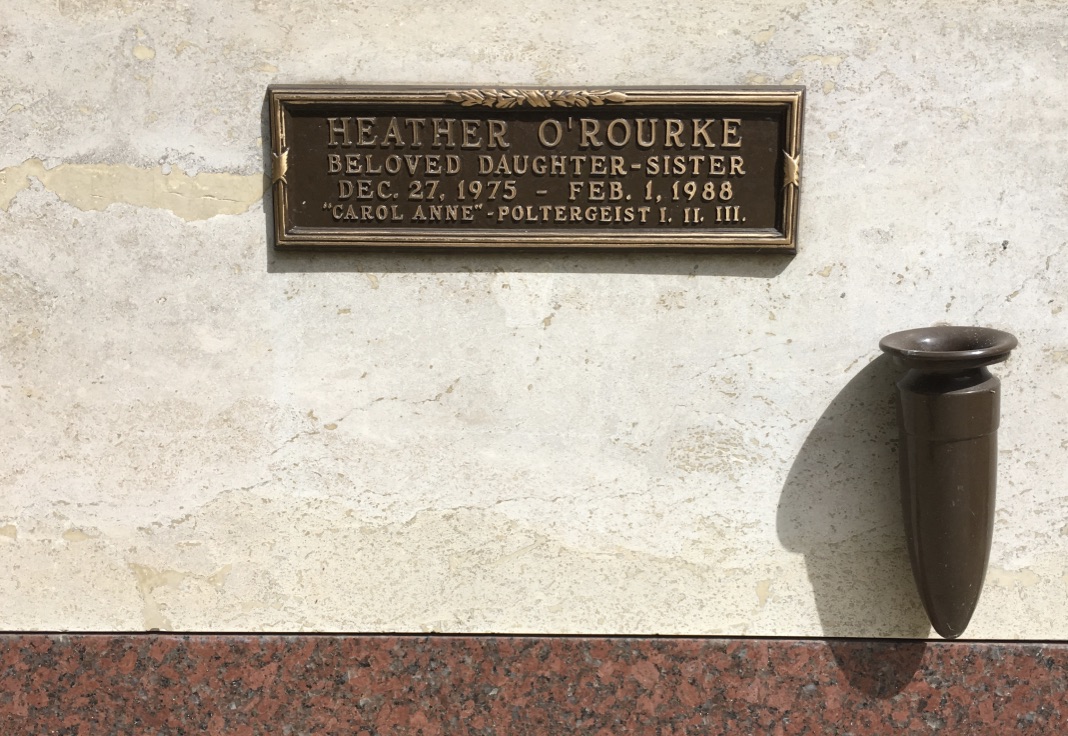 HEATHER O'ROURKE
BELOVED DAUGHTER-SISTER
DEC. 27, 1975 - FEB. 1, 1988
"CAROL ANNE"-POLTERGEIST I. II. III.